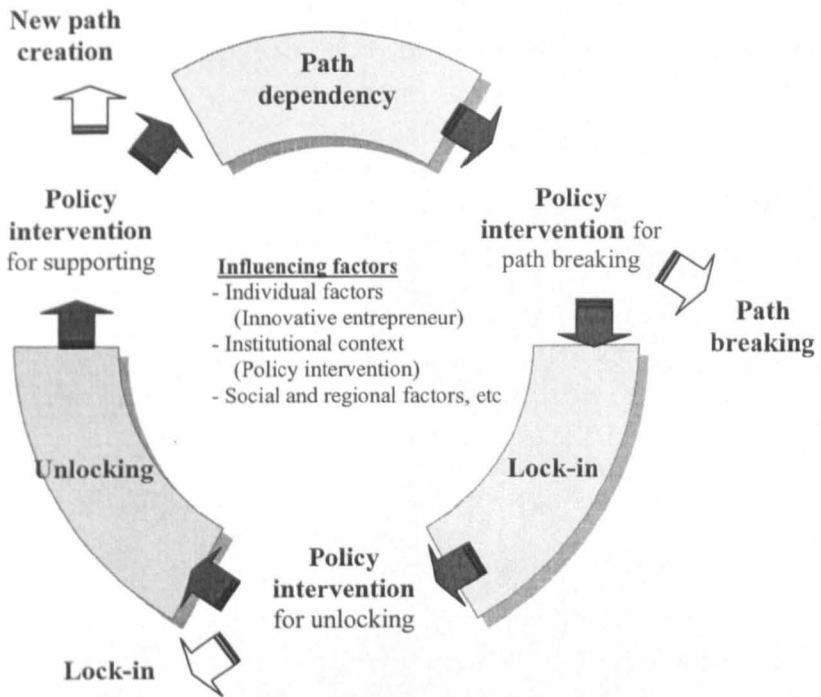 New path
creation
Path
dependency
Policy
intervention
for supporting
Policy
intervention for
path breaking
Path
breaking
Influencing factors
- Individual factors
(Innovative entrepreneur)
- Institutional context
(Policy intervention)
- Social and regional factors, etc
Unlocking
Lock-in
Policy
intervention
for unlocking
Lock-in